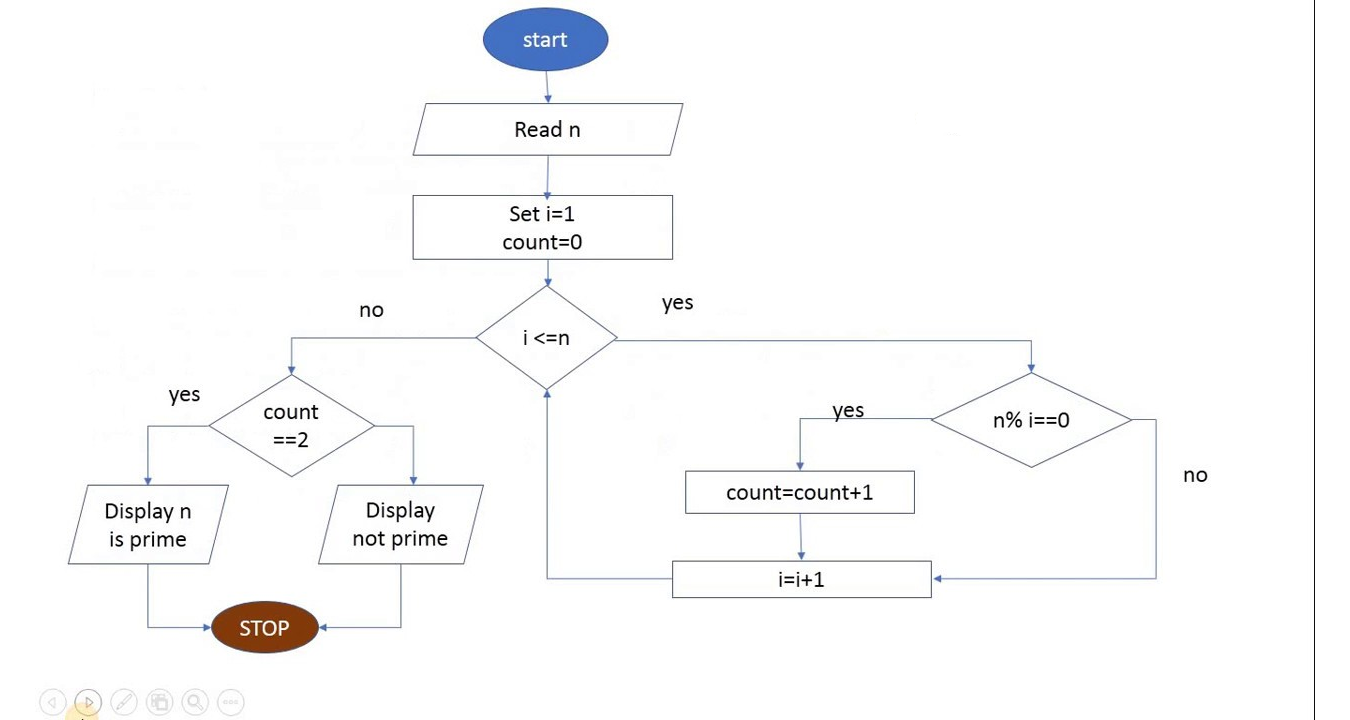 start
Read n
Set i=1
count=0
no
yes
i <=n
yes
count
==2
yes
n% i==0
no
count=count+1
Display n
is prime
Display
not prime
i=i+1
STOP